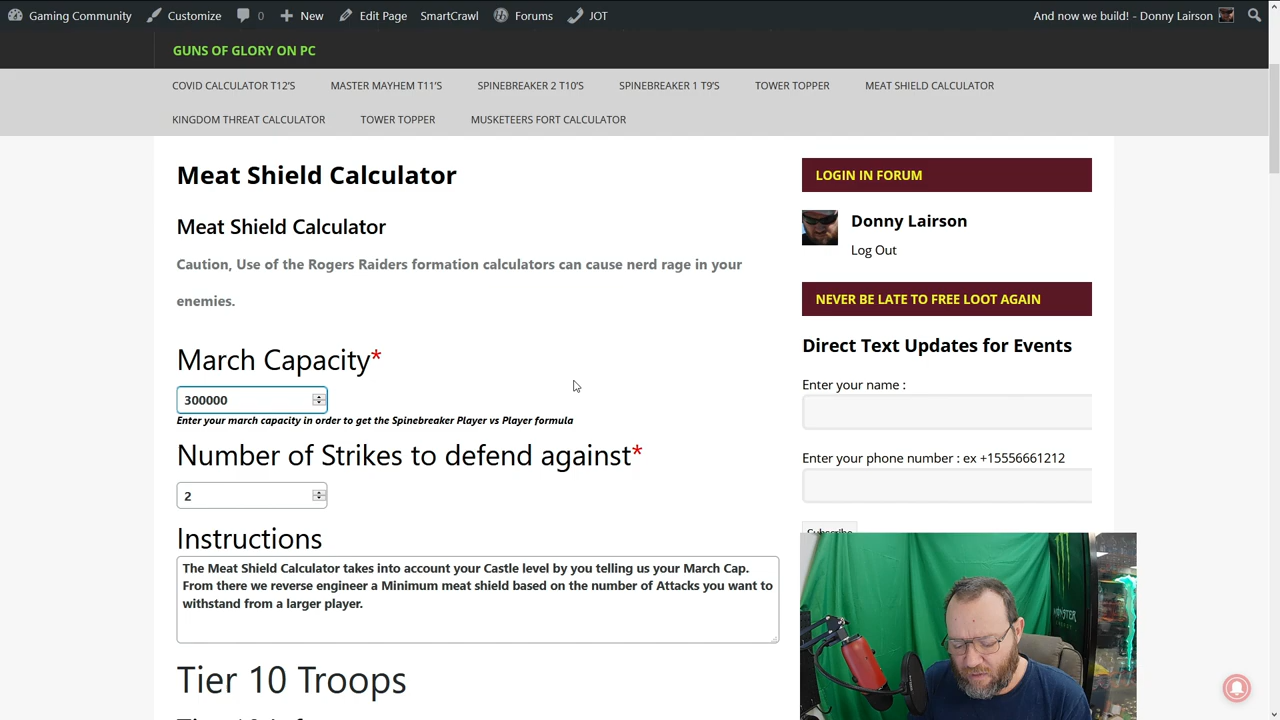 Gaming Community Customize 0 New Edit Page SmartCrawl Forums JOT And now we build! - Donny Lairson
GUNS OF GLORY ON PC
COVID CALCULATOR T12'S MASTER MAYHEM T11'S SPINEBREAKER 2 T10'S SPINEBREAKER 1 T9'S TOWER TOPPER MEAT SHIELD CALCULATOR
KINGDOM THREAT CALCULATOR TOWER TOPPER MUSKETEERS FORT CALCULATOR
Meat Shield Calculator
Meat Shield Calculator
Caution, Use of the Rogers Raiders formation calculators can cause nerd rage in your
enemies.
March Capacity*
300000
Enter your march capacity in order to get the Spinebreaker Player vs Player formula
Number of Strikes to defend against*
2
Instructions
The Meat Shield Calculator takes into account your Castle level by you telling us your March Cap.
From there we reverse engineer a Minimum meat shield based on the number of Attacks you want to
withstand from a larger player.
Tier 10 Troops
LOGIN IN FORUM
Donny Lairson
Log Out
NEVER BE LATE TO FREE LOOT AGAIN
Direct Text Updates for Events
Enter your name :
Enter your phone number : ex +15556661212
Subscribe